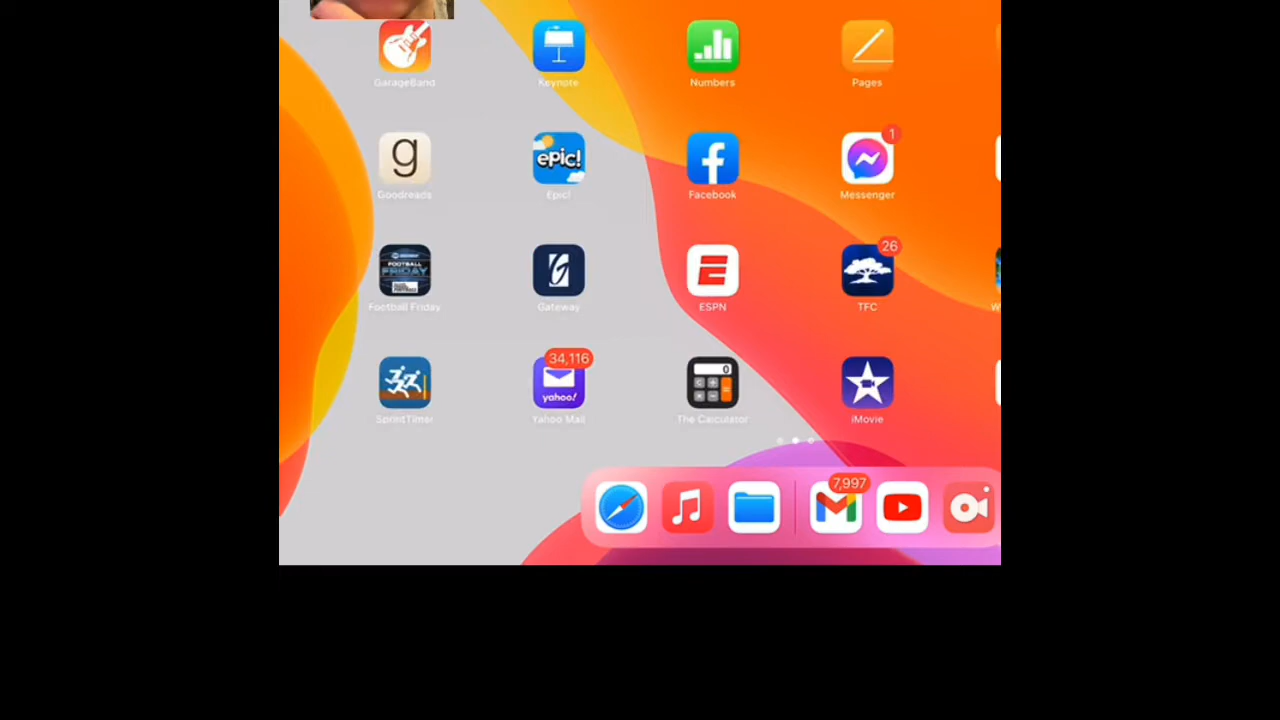 GarageBand
Keynote
Numbers
Pages
g
epic!
1
Goodreads
Epic!
Facebook
Messenger
FOOTBALL
FRIDAY
26
Football Friday
Gateway
ESPN
TFC
34,116
yahoo!
0
SprintTimer
Yahoo Mail
The Calculator
iMovie
7,997